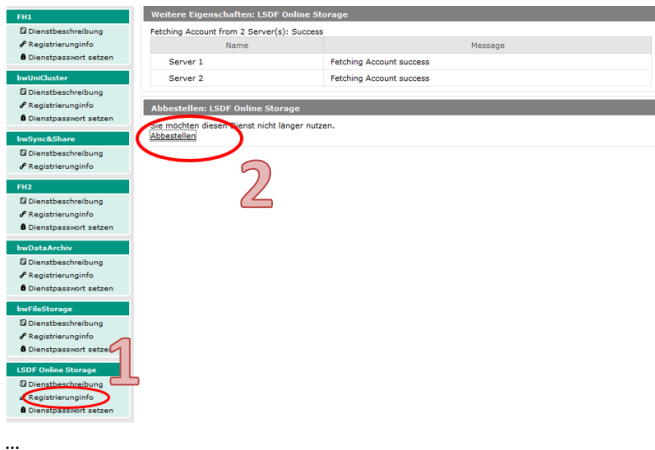 FH1
Dienstbeschreibung
Registrierunginfo
Dienstpasswort setzen
bwUniCluster
Dienstbeschreibung
Registrierunginfo
Dienstpasswort setzen
bwSync&Share
Dienstbeschreibung
Registrierunginfo
FH2
Dienstbeschreibung
Registrierunginfo
Dienstpasswort setzen
bwDataArchiv
Dienstbeschreibung
Registrierunginfo
Dienstpasswort setzen
bwFileStorage
Dienstbeschreibung
Registrierunginfo
Dienstpasswort setzen
LSDF Online Storage
Dienstbeschreibung
Registrierunginfo
Dienstpasswort setzen
1
Weitere Eigenschaften: LSDF Online Storage
Fetching Account from 2 Server(s): Success
Name Message
Server 1 Fetching Account success
Server 2 Fetching Account success
Abbestellen: LSDF Online Storage
Sie möchten diesen Dienst nicht länger nutzen.
Abbestellen
2
...